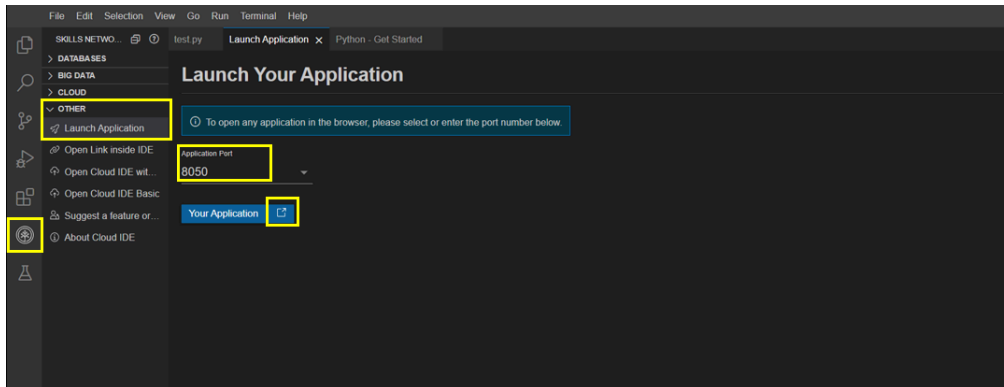 File Edit Selection View Go Run Terminal Help
SKILLS NETWO...
test.py Launch Application Python - Get Started
DATABASES
BIG DATA
CLOUD
OTHER
Launch Application
Open Link inside IDE
Open Cloud IDE wit...
Open Cloud IDE Basic
Suggest a feature or...
About Cloud IDE
Launch Your Application
To open any application in the browser, please select or enter the port number below.
Application Port
8050
Your Application